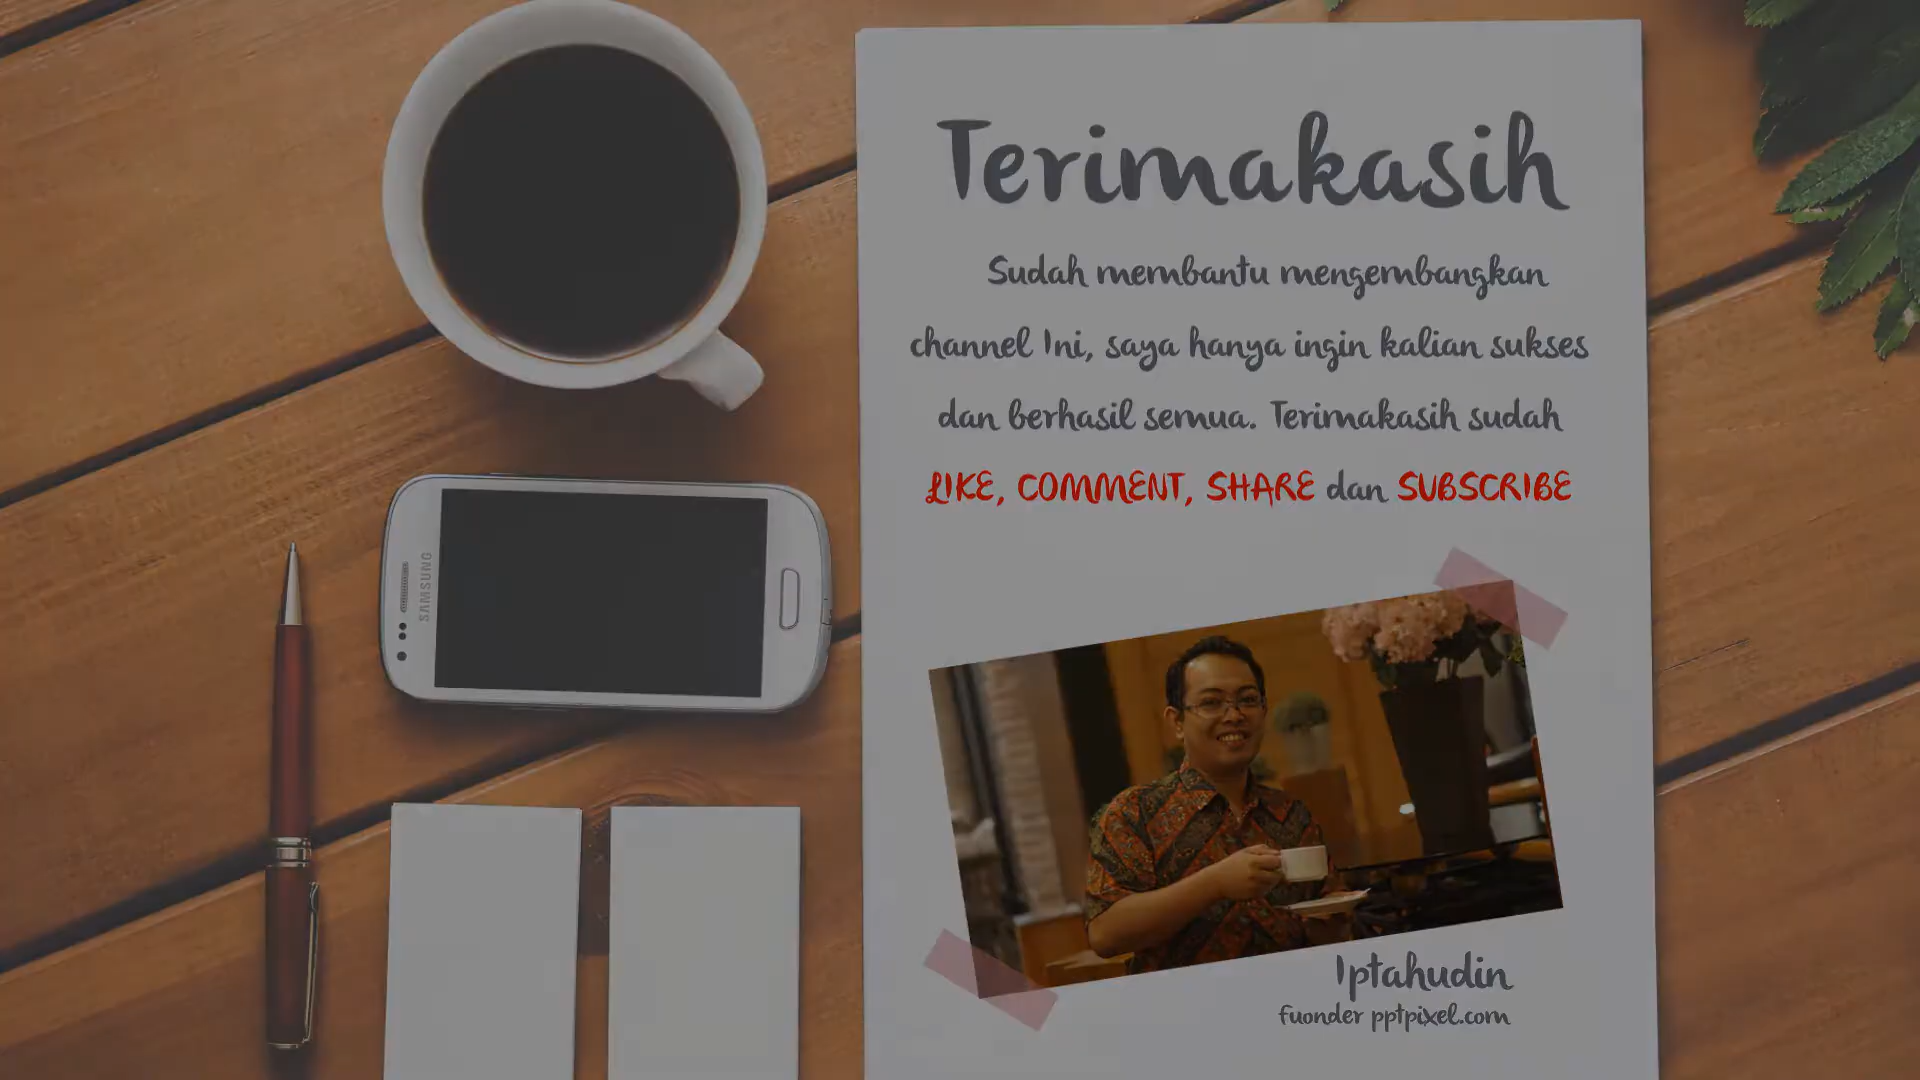 Terimakasih
Sudah membantu mengembangkan
channel Ini, saya hanya ingin kalian sukses
dan berhasil semua. Terimakasih sudah
LIKE, COMMENT, SHARE dan SUBSCRIBE
SAMSUNG
Iptahudin
fuonder pptpixel.com